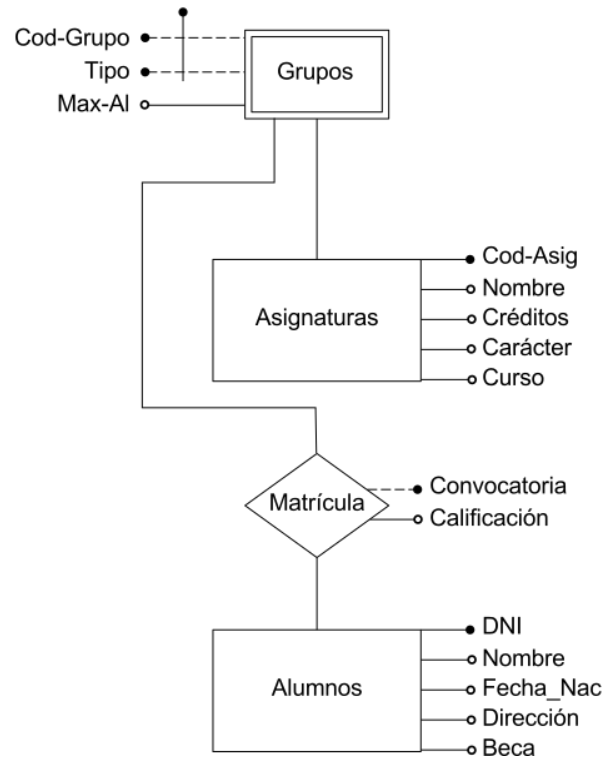 Cod-Grupo
Tipo
Max-Al
Grupos
Asignaturas
Cod-Asig
Nombre
Créditos
Carácter
Curso
Matrícula
Convocatoria
Calificación
Alumnos
DNI
Nombre
Fecha_Nac
Dirección
Beca